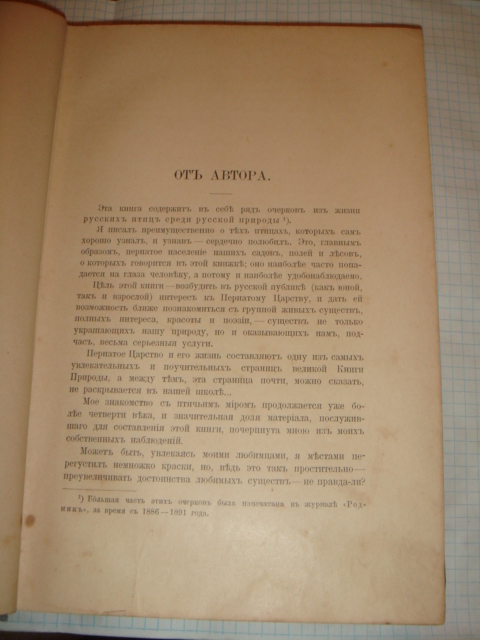 ОТЪ АВТОРА.
Эта книга содержитъ въ себѣ рядъ очерковъ изъ жизни
русскихъ птицъ среди русской природы ¹).
Я писалъ преимущественно о тѣхъ птицахъ, которыхъ самъ
хорошо узналъ, и узнавъ — сердечно полюбилъ. Это, главнымъ
образомъ, пернатое населеніе нашихъ садовъ, полей и лѣсовъ,
о которыхъ говорится въ этой книжкѣ; оно наиболѣе часто попа-
дается на глаза человѣку, а потому и наиболѣе удобонаблюдаемо.
Цѣль этой книги — возбудить въ русской публикѣ (какъ юной,
такъ и взрослой) интересъ къ Пернатому Царству, и дать ей
возможность ближе познакомиться съ группой живыхъ существъ,
полныхъ интереса, красоты и поэзіи, — существъ не только
украшающихъ нашу природу, но и оказывающихъ намъ, под-
часъ, весьма серьезныя услуги.
Пернатое Царство и его жизнь составляютъ одну изъ самыхъ
увлекательныхъ и поучительныхъ страницъ великой Книги
Природы, а между тѣмъ, эта страница почти, можно сказать,
не раскрывается въ нашей школѣ...
Мое знакомство съ птичьимъ міромъ продолжается уже бо-
лѣе четверти вѣка, и значительная доля матеріала, послужив-
шаго для составленія этой книги, почерпнута мною изъ моихъ
собственныхъ наблюденій.
Можетъ быть, увлекаясь моими любимцами, я мѣстами пе-
регустилъ немножко краски, но, вѣдь это такъ простительно —
преувеличивать достоинства любимыхъ существъ — не правда-ли?
¹) Большая часть этихъ очерковъ было напечатана въ журналѣ «Род-
никъ», за время съ 1886 — 1891 года.